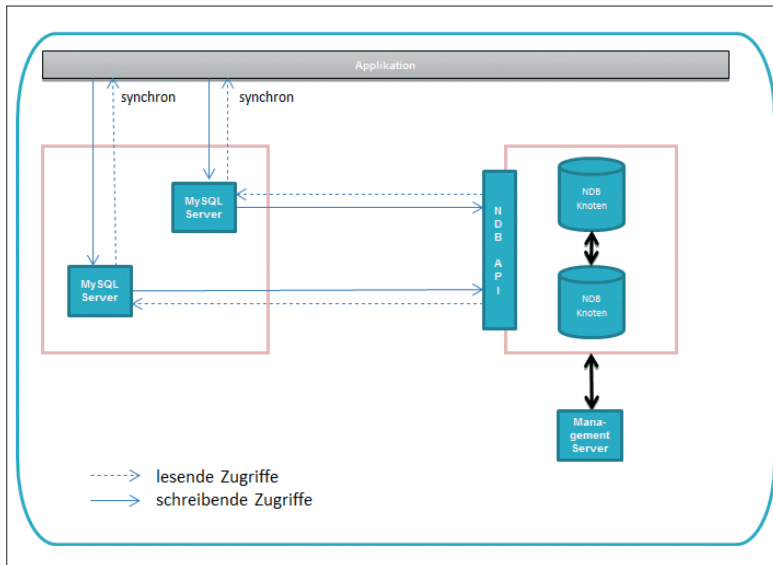 Applikation
synchron
synchron
MySQL
Server
MySQL
Server
N
D
B
A
P
I
NDB
Knoten
NDB
Knoten
Mana-
gement
Server
lesende Zugriffe
schreibende Zugriffe